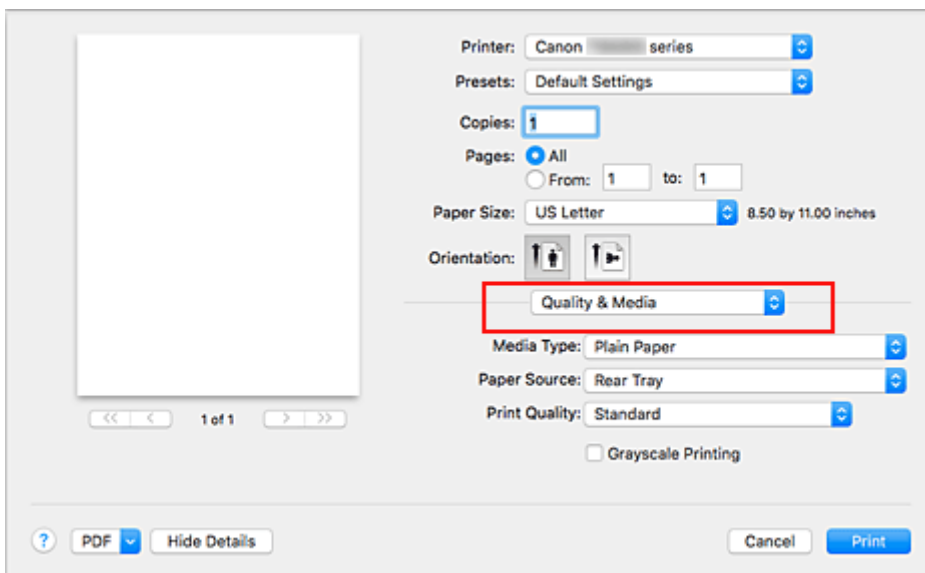 Printer: Canon series
Presets: Default Settings
Copies: 1
Pages: All
From: 1 to: 1
Paper Size: US Letter 8.50 by 11.00 inches
Orientation:
Quality & Media
Media Type: Plain Paper
Paper Source: Rear Tray
Print Quality: Standard
Grayscale Printing
<< < 1 of 1 > >>
? PDF Hide Details Cancel Print